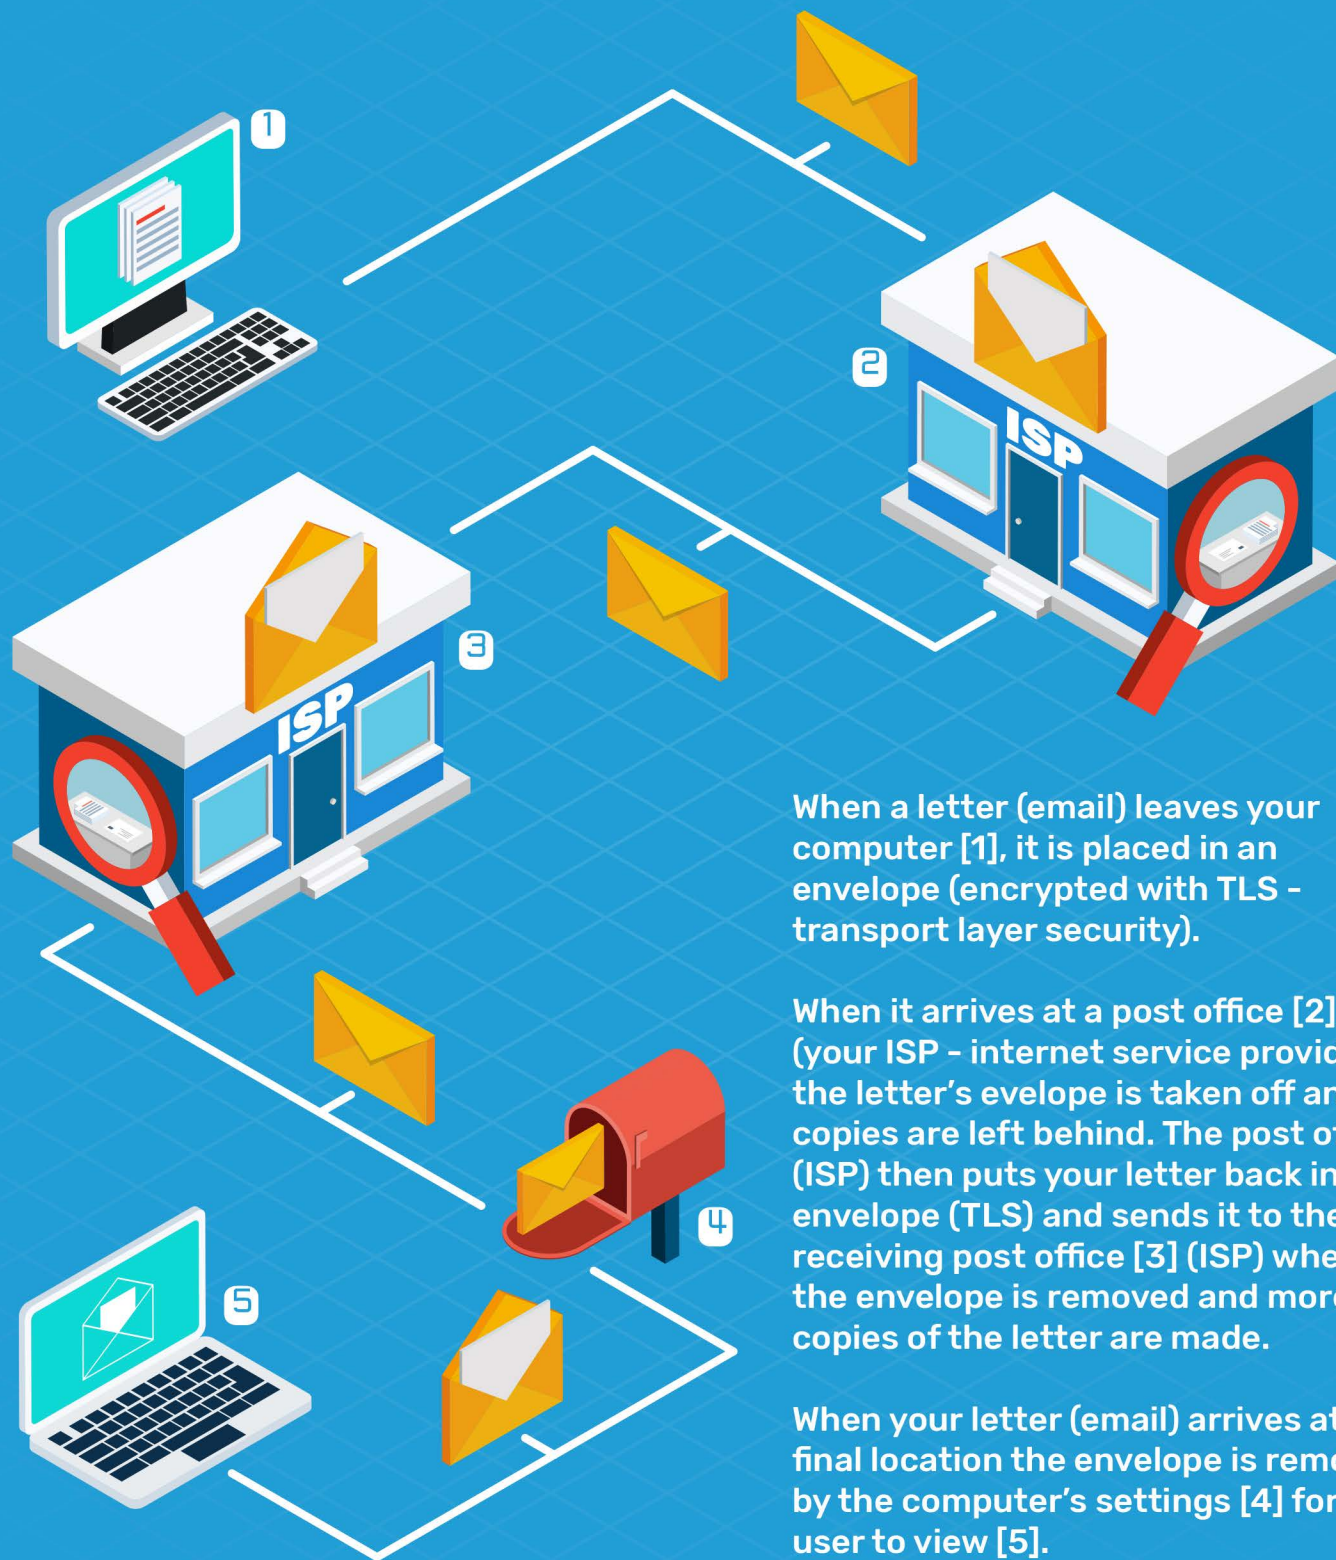 1
2
ISP
3
ISP
When a letter (email) leaves your
computer [1], it is placed in an
envelope (encrypted with TLS -
transport layer security).
When it arrives at a post office [2]
(your ISP - internet service
the letter's evelope is taken off
copies are left behind. The post
(ISP) then puts your letter back in
envelope (TLS) and sends it to the
receiving post office [3] (ISP)
the envelope is removed and more
copies of the letter are made.
When your letter (email) arrives at
final location the envelope is
by the computer's settings [4] for
user to view [5].
4
5